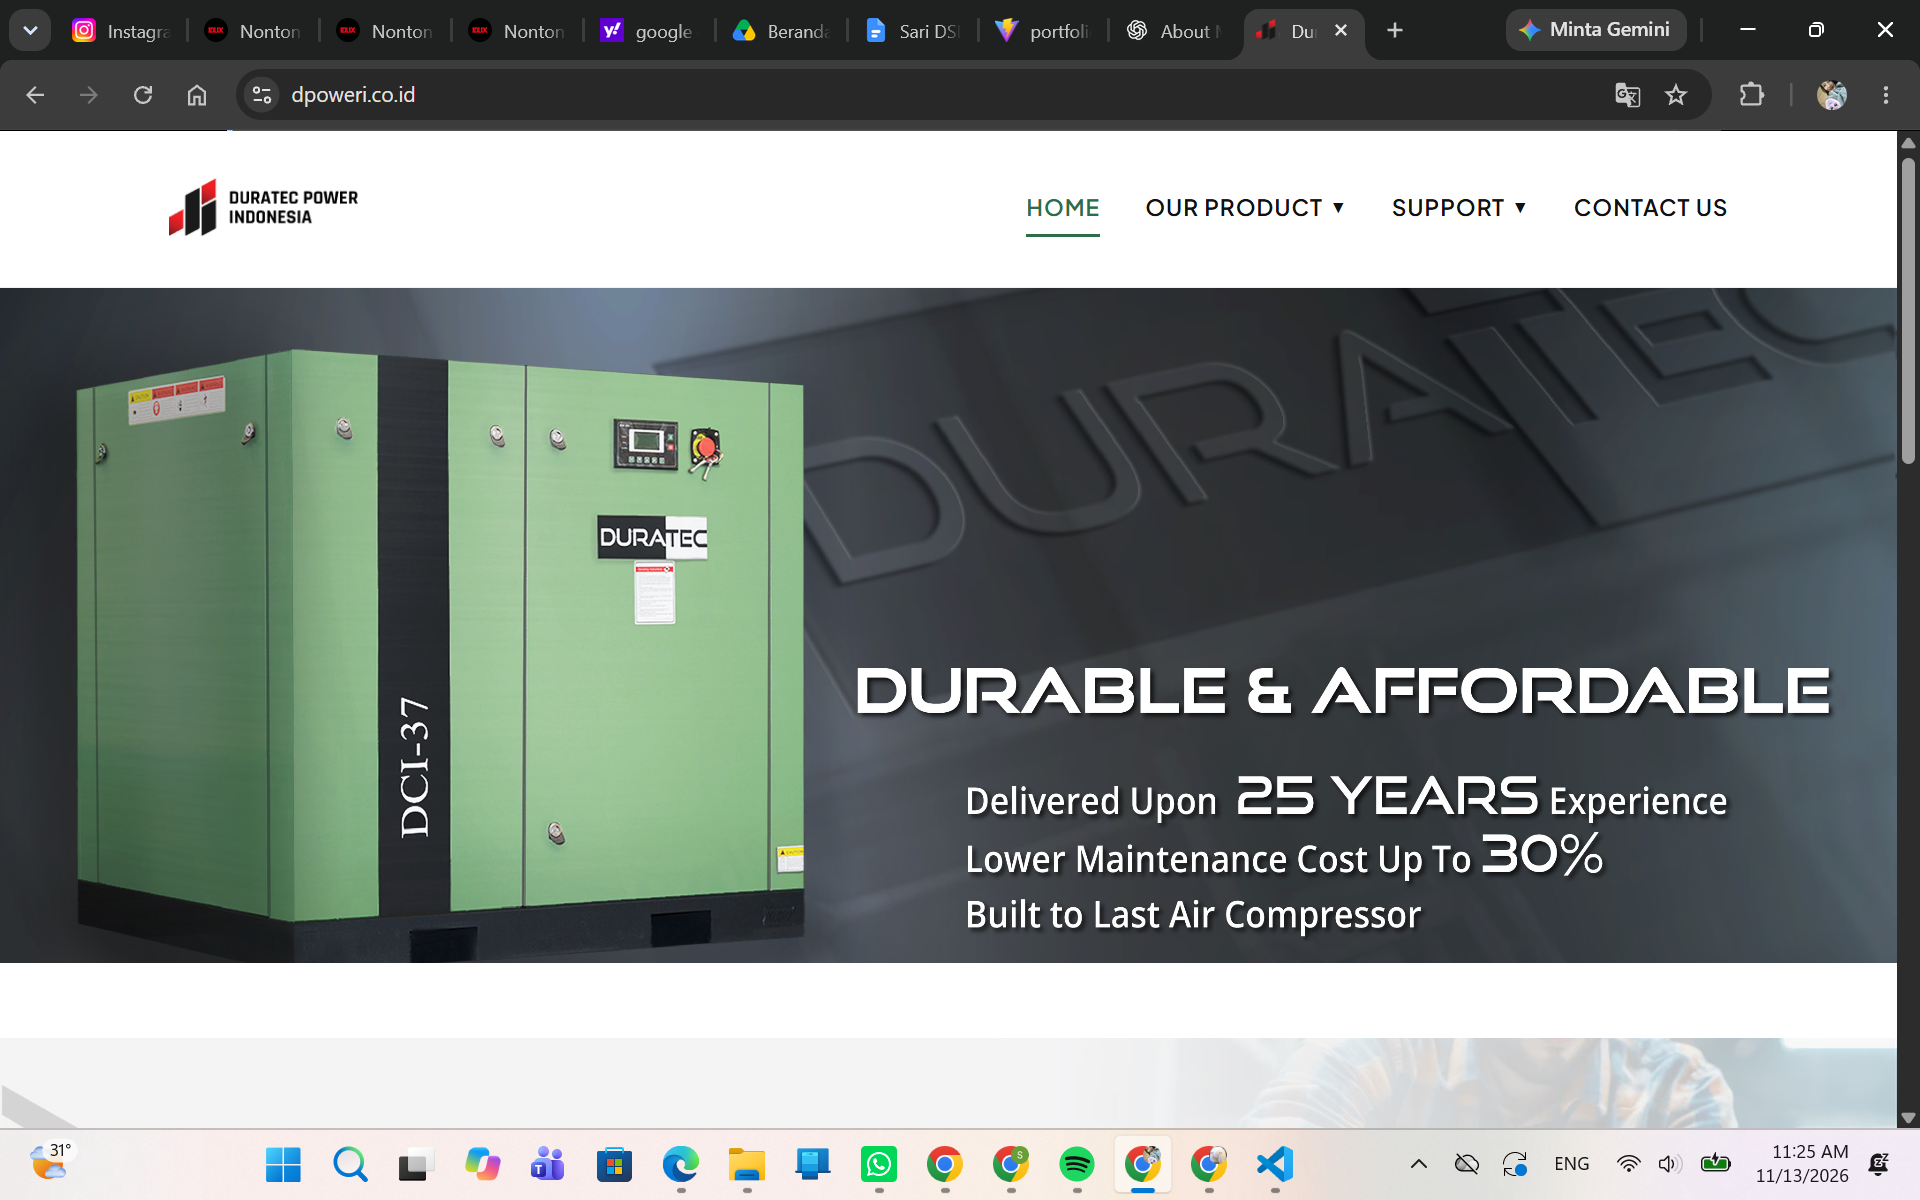 Instagra
Nonton
Nonton
Nonton
google
Beranda
Sari DS
portfoli
About
Du
Minta Gemini
dpoweri.co.id
DURATEC POWER
INDONESIA
HOME
OUR PRODUCT ▼
SUPPORT ▼
CONTACT US
DURATEC
DURATEC
DCI-37
DURABLE & AFFORDABLE
Delivered Upon 25 YEARS Experience
Lower Maintenance Cost Up To 30%
Built to Last Air Compressor
31°
ENG
11:25 AM
11/13/2026